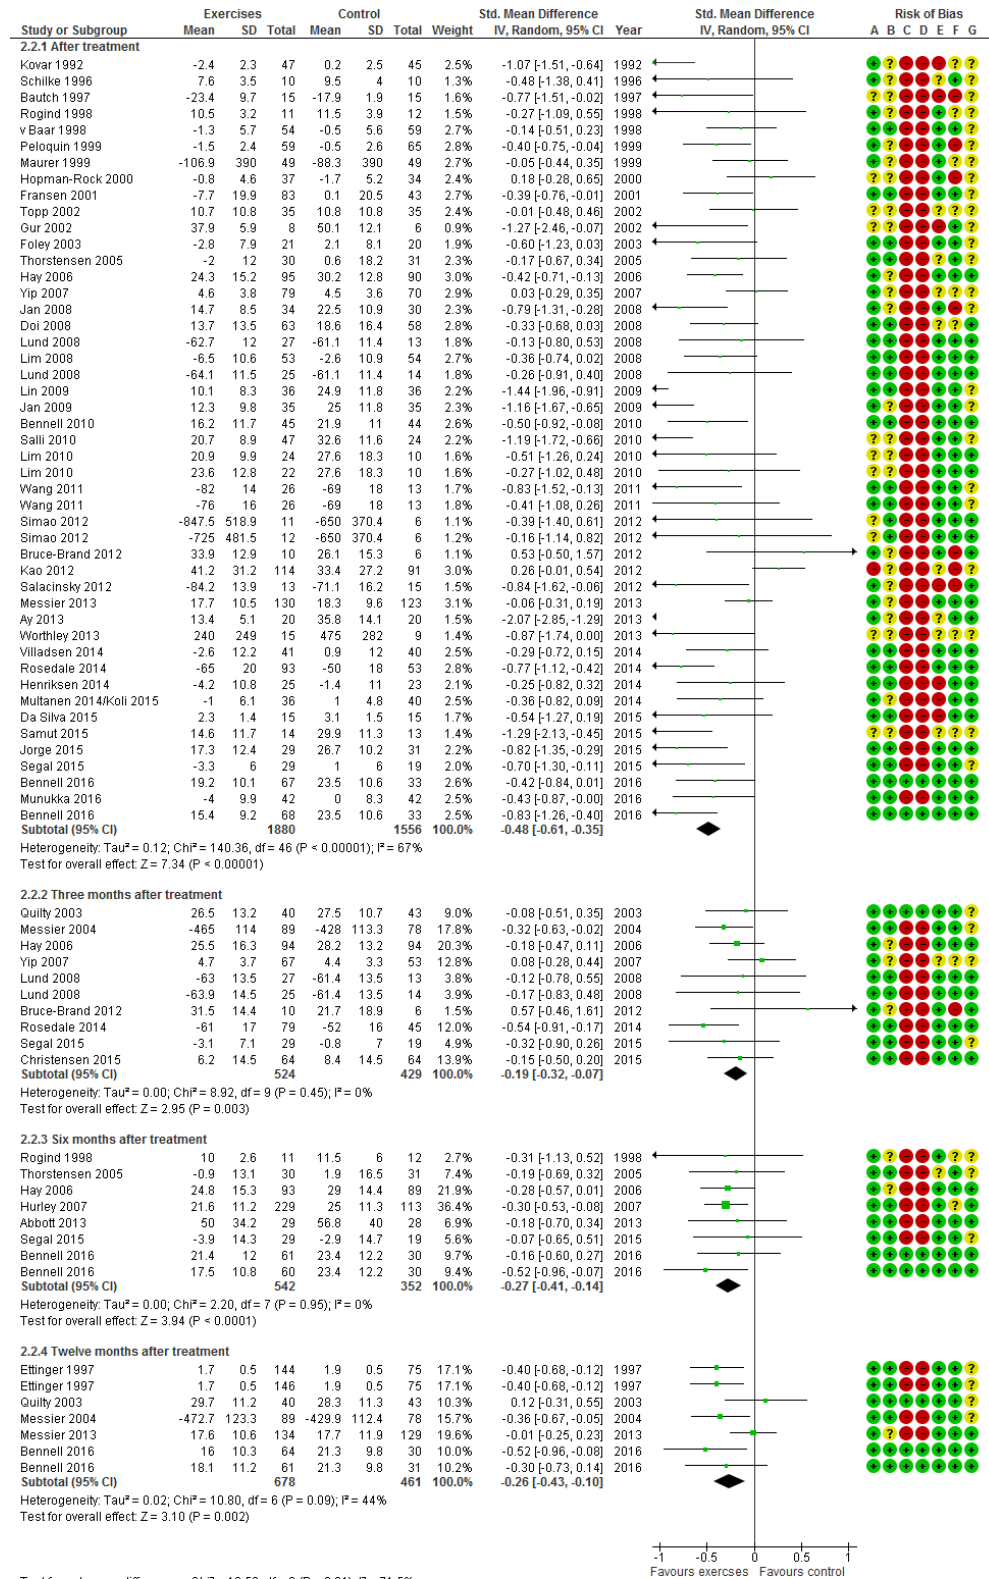 Exercises Control Std. Mean Difference Std. Mean Difference Risk of Bias
Study or Subgroup Mean SD Total Mean SD Total Weight IV, Random, 95% CI Year IV, Random, 95% CI A B C D E F G
2.2.1 After treatment
Kovar 1992 -2.4 2.3 47 0.2 2.5 45 2.5% -1.07 [-1.51, -0.64] 1992
Schilke 1996 7.6 3.5 10 9.5 4 10 1.3% -0.48 [-1.38, 0.41] 1996
Bautch 1997 -23.4 9.7 15 -17.9 1.9 15 1.6% -0.77 [-1.51, -0.02] 1997
Rogind 1998 10.5 3.2 11 11.5 3.9 12 1.4% -0.27 [-1.09, 0.55] 1998
v Baar 1998 -1.3 5.7 54 -0.5 5.6 59 2.7% -0.14 [-0.51, 0.23] 1998
Peloquin 1999 -1.5 2.4 59 -0.5 2.6 65 2.8% -0.40 [-0.75, -0.04] 1999
Maurer 1999 -106.9 390 49 -88.3 390 49 2.6% -0.05 [-0.44, 0.35] 1999
Hopman-Rock 2000 -0.8 4.6 37 -1.7 5.2 34 2.4% 0.18 [-0.28, 0.65] 2000
Fransen 2001 -7.7 19.9 83 0.1 20.5 43 2.7% -0.39 [-0.76, -0.01] 2001
Topp 2002 10.7 10.8 35 10.8 10.8 35 2.4% -0.01 [-0.48, 0.46] 2002
Gur 2002 37.9 5.9 8 50.1 12.1 6 0.8% -1.27 [-2.46, -0.07] 2002
Foley 2003 -2.8 7.9 21 2.1 8.1 20 1.9% -0.60 [-1.23, 0.03] 2003
Thorstensen 2005 -2 12 30 0.6 18.2 31 2.3% -0.17 [-0.67, 0.34] 2005
Hay 2006 24.3 15.2 95 30.2 12.8 90 3.0% -0.42 [-0.71, -0.13] 2006
Yip 2007 4.6 3.8 79 4.5 3.6 70 2.9% 0.03 [-0.29, 0.35] 2007
Jan 2008 14.7 8.5 34 22.5 10.9 30 2.2% -0.79 [-1.31, -0.28] 2008
Doi 2008 13.7 13.5 63 18.6 16.4 58 2.8% -0.33 [-0.68, 0.03] 2008
Lund 2008 -62.7 12 27 -61.1 11.4 13 1.8% -0.13 [-0.80, 0.53] 2008
Lim 2008 -6.5 10.6 53 -2.6 10.9 54 2.7% -0.36 [-0.74, 0.02] 2008
Lund 2008 -64.1 11.5 25 -61.1 11.4 14 1.8% -0.26 [-0.91, 0.40] 2008
Lin 2009 10.1 8.3 36 24.9 11.8 36 2.2% -1.44 [-1.96, -0.91] 2009
Jan 2009 12.3 9.8 35 25 11.8 35 2.3% -1.16 [-1.67, -0.65] 2009
Bennell 2010 16.2 11.7 45 21.9 11 44 2.5% -0.50 [-0.92, -0.08] 2010
Salli 2010 20.7 8.9 47 32.6 11.6 24 2.2% -1.19 [-1.72, -0.66] 2010
Lim 2010 20.9 9.9 24 27.6 18.3 10 1.6% -0.51 [-1.26, 0.24] 2010
Lim 2010 23.6 12.8 22 27.6 18.3 10 1.6% -0.27 [-1.02, 0.48] 2010
Wang 2011 -82 14 26 -69 18 13 1.7% -0.83 [-1.52, -0.13] 2011
Wang 2011 -76 16 26 -69 18 13 1.8% -0.41 [-1.08, 0.26] 2011
Simao 2012 -847.5 518.9 11 -650 370.4 6 1.1% -0.39 [-1.40, 0.61] 2012
Simao 2012 -725 481.5 12 -650 370.4 6 1.1% -0.16 [-1.14, 0.82] 2012
Bruce-Brand 2012 33.9 12.9 10 26.1 15.3 6 1.1% 0.53 [-0.50, 1.57] 2012
Kao 2012 41.2 31.2 114 33.4 27.2 91 3.0% 0.26 [-0.01, 0.54] 2012
Salacinsky 2012 -84.2 13.9 13 -71.1 16.2 15 1.5% -0.84 [-1.62, -0.06] 2012
Messier 2013 17.7 10.5 130 18.3 9.6 123 3.1% -0.06 [-0.31, 0.19] 2013
Ay 2013 13.4 5.1 20 35.8 14.1 20 1.5% -2.07 [-2.85, -1.29] 2013
Worthley 2013 240 249 15 475 282 9 1.3% -0.87 [-1.74, 0.00] 2013
Villadsen 2014 -2.6 12.2 41 0.9 12 40 2.5% -0.29 [-0.72, 0.15] 2014
Rosedale 2014 -65 20 93 -50 18 53 2.8% -0.77 [-1.12, -0.42] 2014
Henriksen 2014 -4.2 10.8 25 -1.4 11 23 2.1% -0.25 [-0.82, 0.32] 2014
Multanen 2014/Koli 2015 -1 6.1 36 1 4.8 40 2.4% -0.36 [-0.82, 0.09] 2014
Da Silva 2015 2.3 1.4 15 3.1 1.5 15 1.6% -0.54 [-1.27, 0.19] 2015
Samut 2015 14.6 11.7 14 29.9 11.3 13 1.4% -1.29 [-2.13, -0.45] 2015
Jorge 2015 17.3 12.4 29 26.7 10.2 31 2.2% -0.82 [-1.35, -0.29] 2015
Segal 2015 -3.3 6 29 1 6 19 2.0% -0.70 [-1.30, -0.11] 2015
Bennell 2016 19.2 10.1 67 23.5 10.6 33 2.5% -0.42 [-0.84, 0.01] 2016
Munukka 2016 -4 9.9 42 0 8.3 42 2.5% -0.43 [-0.87, -0.00] 2016
Bennell 2016 15.4 9.2 68 23.5 10.6 33 2.5% -0.83 [-1.26, -0.40] 2016
Subtotal (95% CI) 1880 1556 100.0% -0.48 [-0.61, -0.35]
Heterogeneity: Tau² = 0.12; Chi² = 140.36, df = 46 (P < 0.00001); I² = 67%
Test for overall effect: Z = 7.34 (P < 0.00001)
2.2.2 Three months after treatment
Quilty 2003 26.5 13.2 40 27.5 10.7 43 9.0% -0.08 [-0.51, 0.35] 2003
Messier 2004 -465 114 89 -428 113.3 78 17.8% -0.32 [-0.63, -0.02] 2004
Hay 2006 25.5 16.3 94 28.2 13.2 94 20.3% -0.18 [-0.47, 0.11] 2006
Yip 2007 4.7 3.7 67 4.4 3.3 53 12.8% 0.08 [-0.28, 0.44] 2007
Lund 2008 -63 13.5 27 -61.4 13.5 13 3.8% -0.12 [-0.78, 0.55] 2008
Lund 2008 -63.9 14.5 25 -61.4 13.5 14 3.9% -0.17 [-0.83, 0.48] 2008
Bruce-Brand 2012 31.5 14.4 10 21.7 18.9 6 1.6% 0.57 [-0.46, 1.61] 2012
Rosedale 2014 -61 17 79 -52 16 45 12.0% -0.54 [-0.91, -0.17] 2014
Segal 2015 -3.1 7.1 29 -0.8 7 19 4.9% -0.32 [-0.90, 0.26] 2015
Christensen 2015 6.2 14.5 64 8.4 14.5 64 13.9% -0.15 [-0.50, 0.20] 2015
Subtotal (95% CI) 524 429 100.0% -0.19 [-0.32, -0.07]
Heterogeneity: Tau² = 0.00; Chi² = 8.92, df = 9 (P = 0.45); I² = 0%
Test for overall effect: Z = 2.95 (P = 0.003)
2.2.3 Six months after treatment
Rogind 1998 10 2.6 11 11.5 6 12 2.7% -0.31 [-1.13, 0.52] 1998
Thorstensen 2005 -0.9 13.1 30 1.9 16.5 31 7.4% -0.19 [-0.69, 0.32] 2005
Hay 2006 24.8 15.3 93 29 14.4 89 21.9% -0.28 [-0.57, 0.01] 2006
Hurley 2007 21.6 11.2 229 25 11.3 113 36.4% -0.30 [-0.53, -0.08] 2007
Abbott 2013 50 34.2 29 56.8 40 28 6.9% -0.18 [-0.70, 0.34] 2013
Segal 2015 -3.9 14.3 29 -2.9 14.7 19 5.6% -0.07 [-0.65, 0.51] 2015
Bennell 2016 21.4 12 61 23.4 12.2 30 9.7% -0.16 [-0.60, 0.27] 2016
Bennell 2016 17.5 10.8 60 23.4 12.2 30 9.4% -0.52 [-0.96, -0.07] 2016
Subtotal (95% CI) 542 352 100.0% -0.27 [-0.41, -0.14]
Heterogeneity: Tau² = 0.00; Chi² = 2.20, df = 7 (P = 0.95); I² = 0%
Test for overall effect: Z = 3.94 (P < 0.0001)
2.2.4 Twelve months after treatment
Ettinger 1997 1.7 0.5 144 1.9 0.5 75 17.1% -0.40 [-0.68, -0.12] 1997
Ettinger 1997 1.7 0.5 146 1.9 0.5 75 17.1% -0.40 [-0.68, -0.12] 1997
Quilty 2003 29.7 11.2 40 28.3 11.3 43 10.7% 0.12 [-0.31, 0.55] 2003
Messier 2004 -472.7 123.3 89 -429.9 112.4 78 15.7% -0.36 [-0.67, -0.05] 2004
Messier 2013 17.6 10.6 134 17.7 11.9 129 19.6% -0.01 [-0.25, 0.23] 2013
Bennell 2016 16 10.3 64 21.3 9.8 30 10.0% -0.52 [-0.96, -0.08] 2016
Bennell 2016 18.1 11.2 61 21.3 9.8 31 10.2% -0.30 [-0.73, 0.14] 2016
Subtotal (95% CI) 678 461 100.0% -0.26 [-0.43, -0.10]
Heterogeneity: Tau² = 0.02; Chi² = 10.80, df = 6 (P = 0.09); I² = 44%
Test for overall effect: Z = 3.10 (P = 0.002)
-1 -0.5 0 0.5 1
Favours exercses Favours control